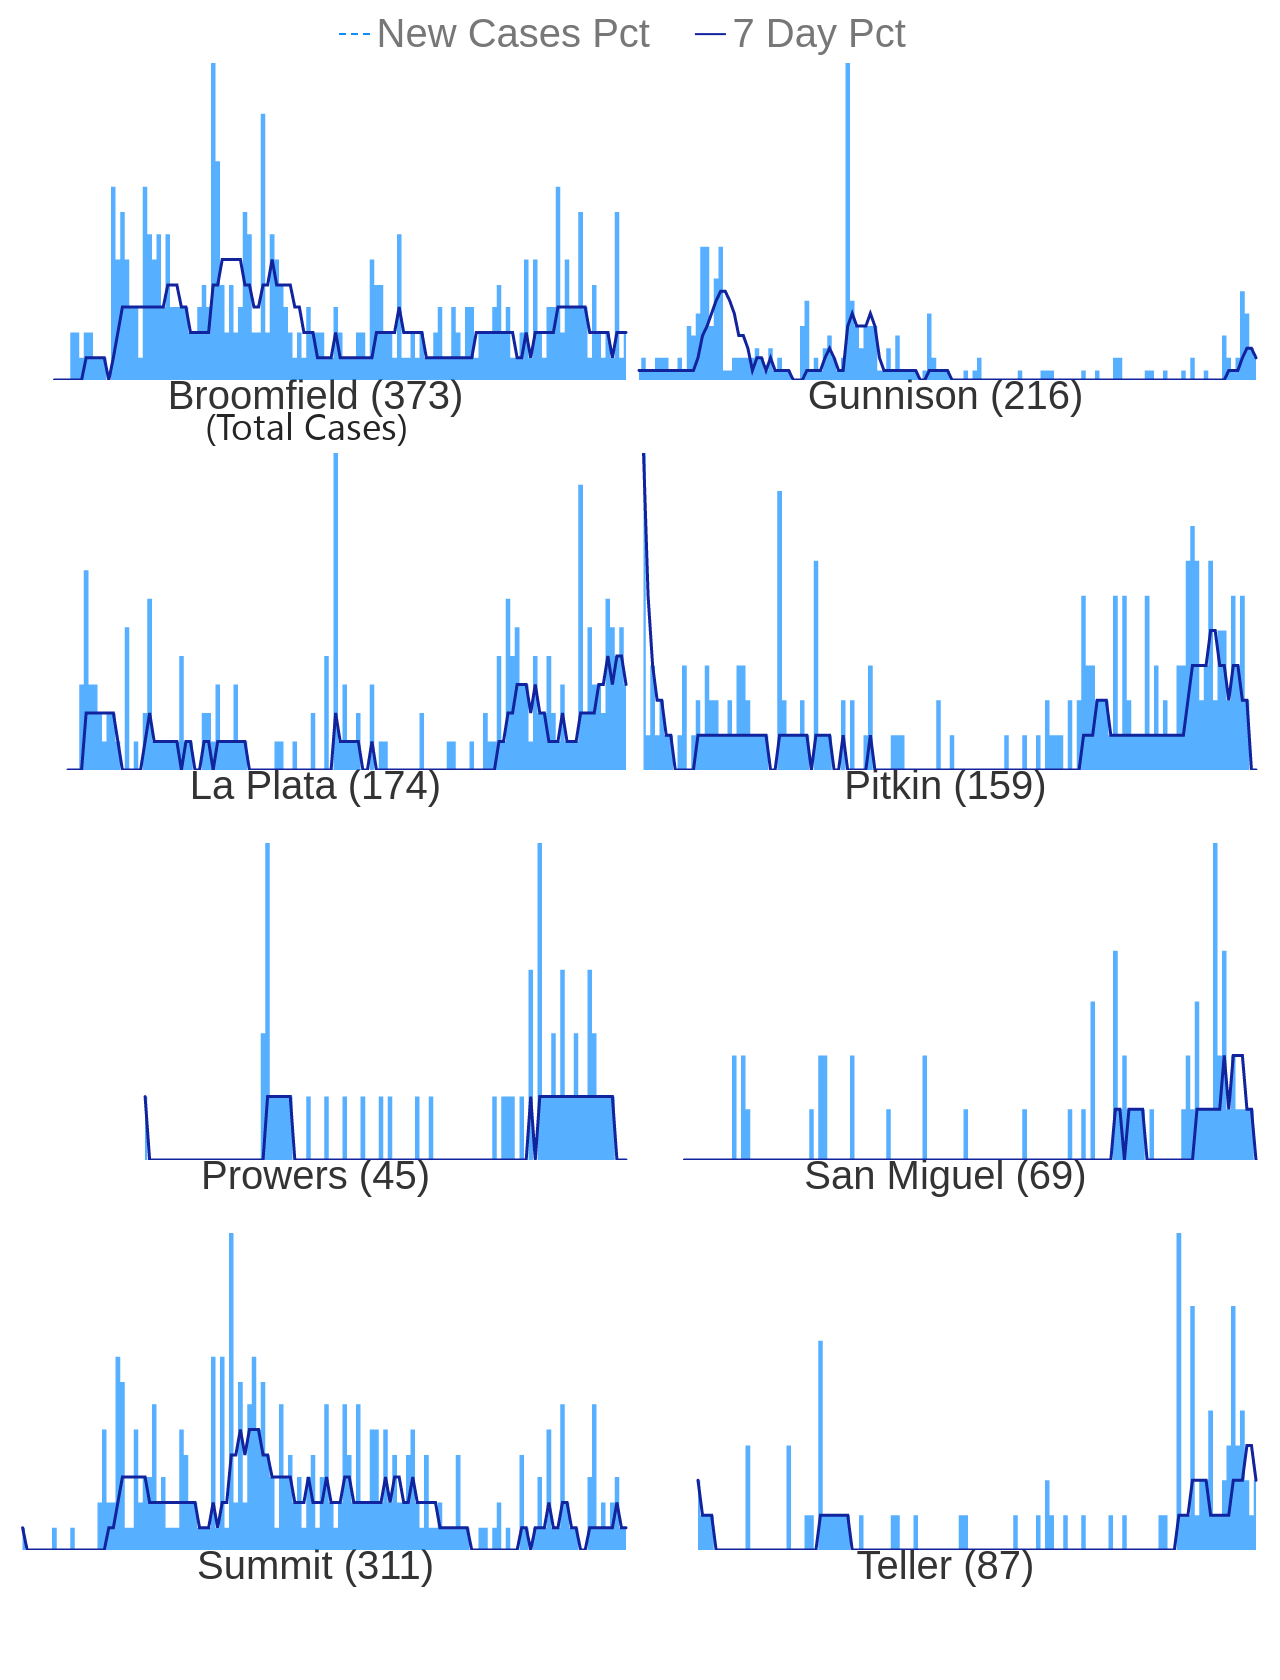 New Cases Pct 7 Day Pct
Broomfield (373) Gunnison (216)
(Total Cases)
La Plata (174) Pitkin (159)
Prowers (45) San Miguel (69)
Summit (311) Teller (87)